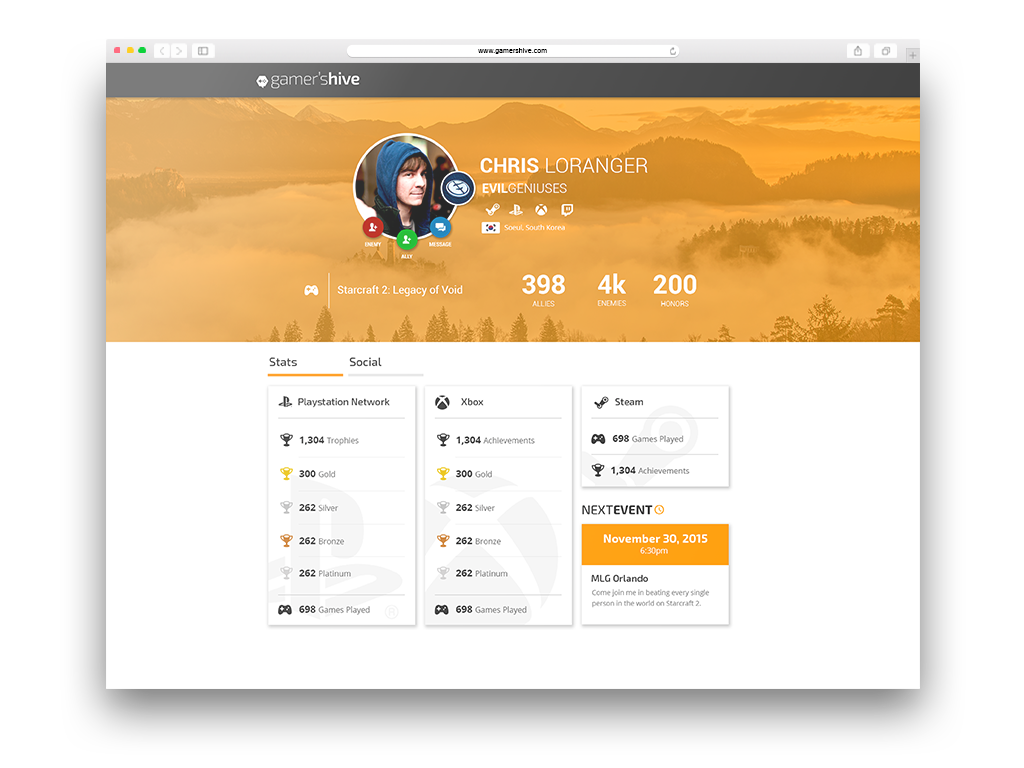 www.gamershive.com
gamer'shive
CHRIS LORANGER
EVILGENIUSES
Soeul, South Korea
ENEMY
MESSAGE
ALLY
Starcraft 2: Legacy of Void
398
ALLIES
4k
ENEMIES
200
HONORS
Stats
Social
Playstation Network
1,304 Trophies
300 Gold
262 Silver
262 Bronze
262 Platinum
698 Games Played
Xbox
1,304 Achievements
300 Gold
262 Silver
262 Bronze
262 Platinum
698 Games Played
Steam
698 Games Played
1,304 Achievements
NEXTEVENT
November 30, 2015
6:30pm
MLG Orlando
Come join me in beating every single
person in the world on Starcraft 2.